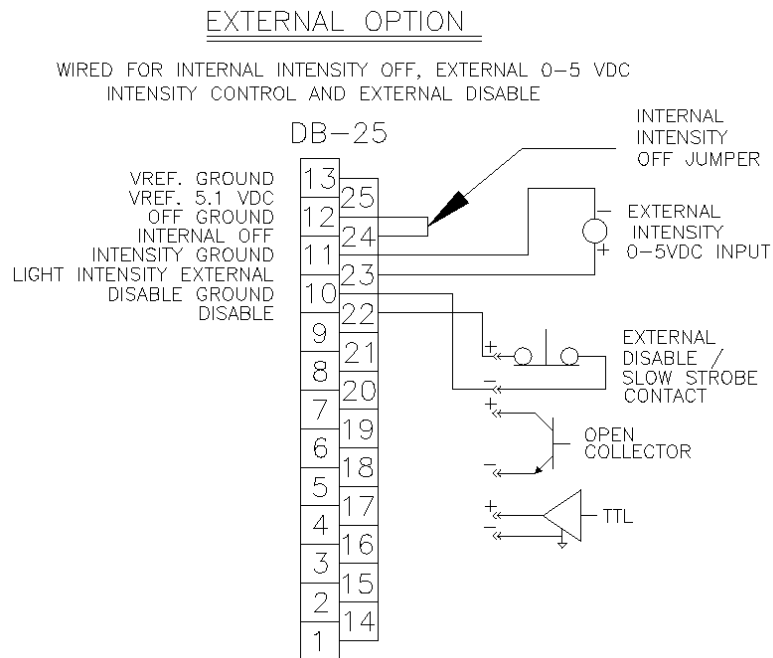 EXTERNAL OPTION
WIRED FOR INTERNAL INTENSITY OFF, EXTERNAL 0-5 VDC
INTENSITY CONTROL AND EXTERNAL DISABLE
DB-25
INTERNAL
INTENSITY
OFF JUMPER
VREF. GROUND
VREF. 5.1 VDC
OFF GROUND
INTERNAL OFF
INTENSITY GROUND
LIGHT INTENSITY EXTERNAL
DISABLE GROUND
DISABLE
13
25
12
24
11
23
10
22
9
21
8
20
7
19
6
18
5
17
4
16
3
15
2
14
1
-
+
EXTERNAL
INTENSITY
0-5VDC INPUT
+
-
EXTERNAL
DISABLE /
SLOW STROBE
CONTACT
+
-
OPEN
COLLECTOR
+
-
TTL